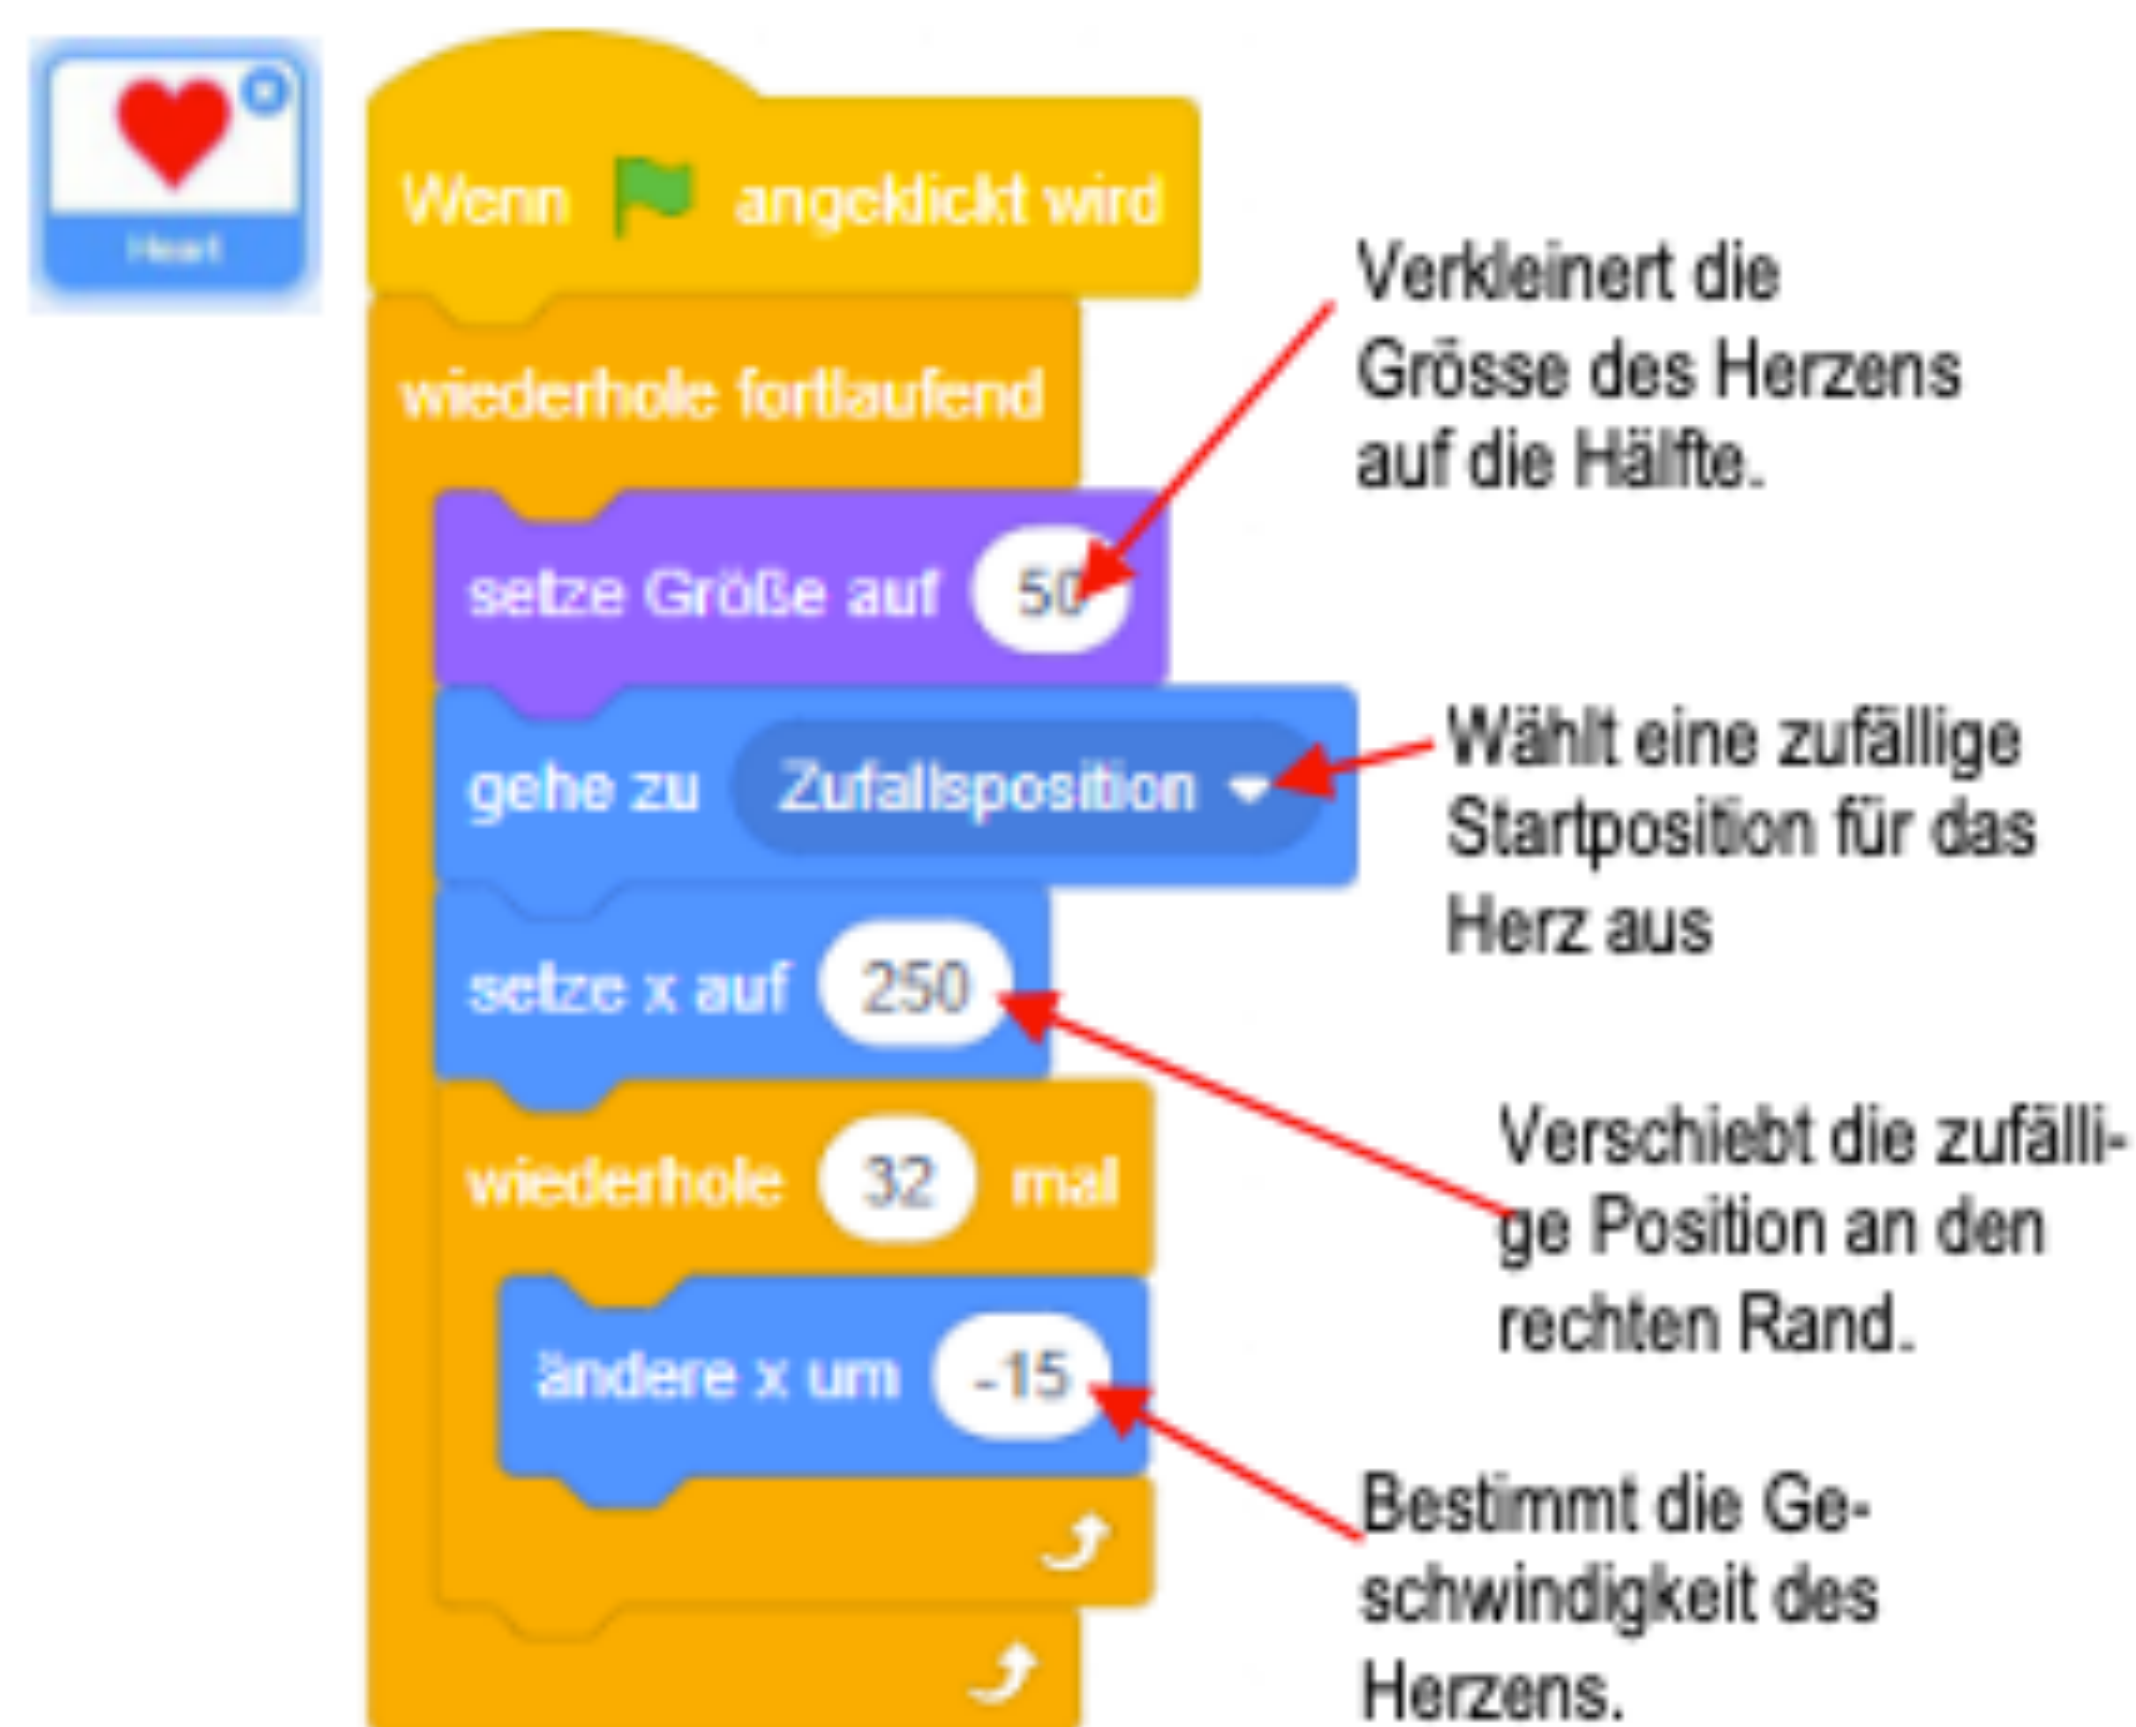 Heart
Wenn angeklickt wird
wiederhole fortlaufend
setze Größe auf 50
gehe zu Zufallsposition
setze x auf 250
wiederhole 32 mal
ändere x um -15
Verkleinert die
Grösse des Herzens
auf die Hälfte.
Wählt eine zufällige
Startposition für das
Herz aus
Verschiebt die zufälli-
ge Position an den
rechten Rand.
Bestimmt die Ge-
schwindigkeit des
Herzens.